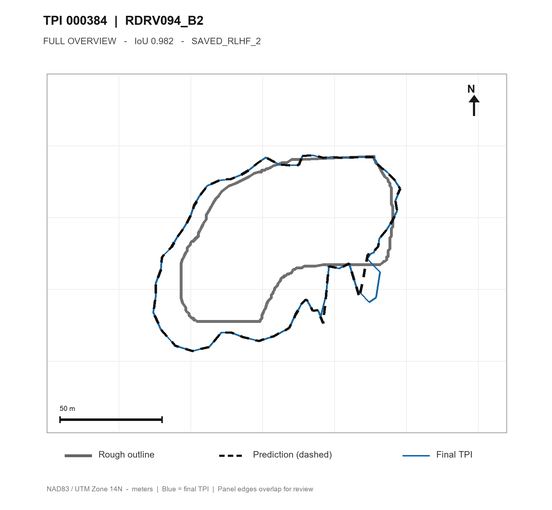 TPI 000384 | RDRV094_B2
FULL OVERVIEW - IoU 0.982 - SAVED_RLHF_2
N
50 m
Rough outline
Prediction (dashed)
Final TPI
NAD83 / UTM Zone 14N - meters | Blue = final TPI | Panel edges overlap for review